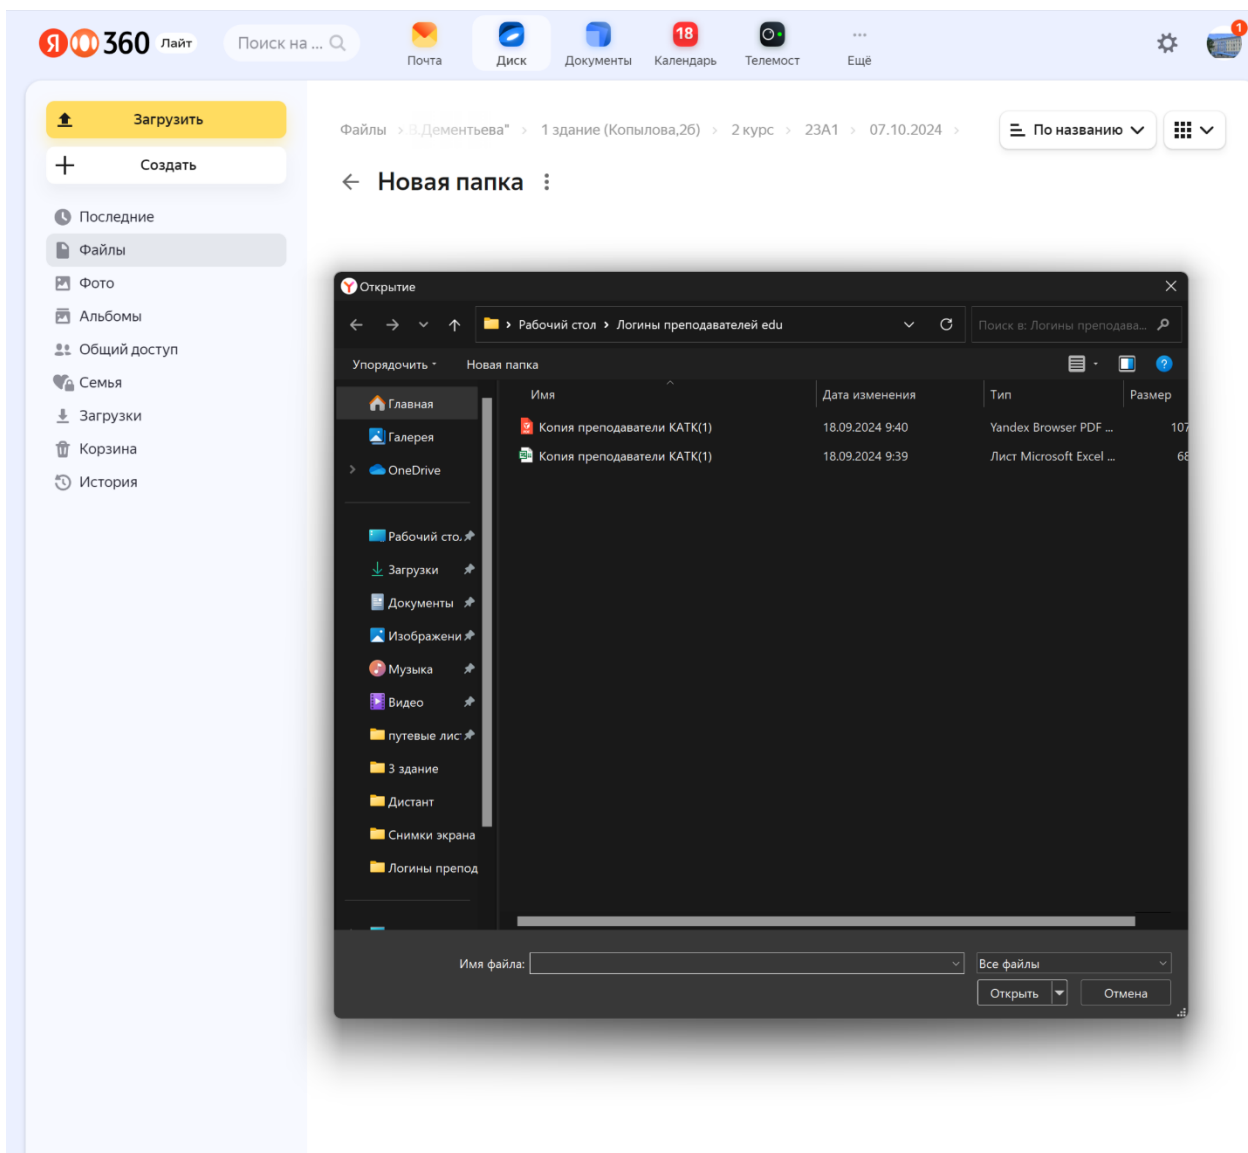 Я 360 Лайт
Поиск на ...
Почта
Диск
Документы
18
Календарь
Телемост
Ещё
1
Загрузить
Создать
Последние
Файлы
Фото
Альбомы
Общий доступ
Семья
Загрузки
Корзина
История
Файлы > В.Дементьева" > 1 здание (Копылова,2б) > 2 курс > 23А1 > 07.10.2024 >
По названию
Новая папка
Открытие
Рабочий стол > Логины преподавателей edu
Поиск в: Логины преподава...
Упорядочить
Новая папка
Имя
Дата изменения
Тип
Размер
Копия преподаватели КАТК(1) 18.09.2024 9:40 Yandex Browser PDF ... 107
Копия преподаватели КАТК(1) 18.09.2024 9:39 Лист Microsoft Excel ... 68
Главная
Галерея
OneDrive
Рабочий сто.
Загрузки
Документы
Изображени
Музыка
Видео
путевые лис
3 здание
Дистант
Снимки экрана
Логины препод
Имя файла:
Все файлы
Открыть
Отмена